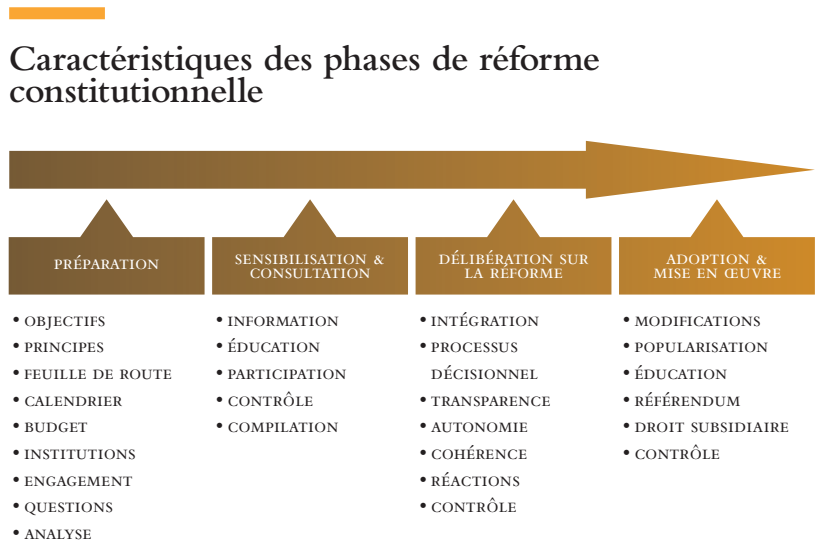 Caractéristiques des phases de réforme
constitutionnelle
PRÉPARATION
SENSIBILISATION &
CONSULTATION
DÉLIBÉRATION SUR
LA RÉFORME
ADOPTION &
MISE EN ŒUVRE
• OBJECTIFS
• PRINCIPES
• FEUILLE DE ROUTE
• CALENDRIER
• BUDGET
• INSTITUTIONS
• ENGAGEMENT
• QUESTIONS
• ANALYSE
• INFORMATION
• ÉDUCATION
• PARTICIPATION
• CONTRÔLE
• COMPILATION
• INTÉGRATION
• PROCESSUS
DÉCISIONNEL
• TRANSPARENCE
• AUTONOMIE
• COHÉRENCE
• RÉACTIONS
• CONTRÔLE
• MODIFICATIONS
• POPULARISATION
• ÉDUCATION
• RÉFÉRENDUM
• DROIT SUBSIDIAIRE
• CONTRÔLE